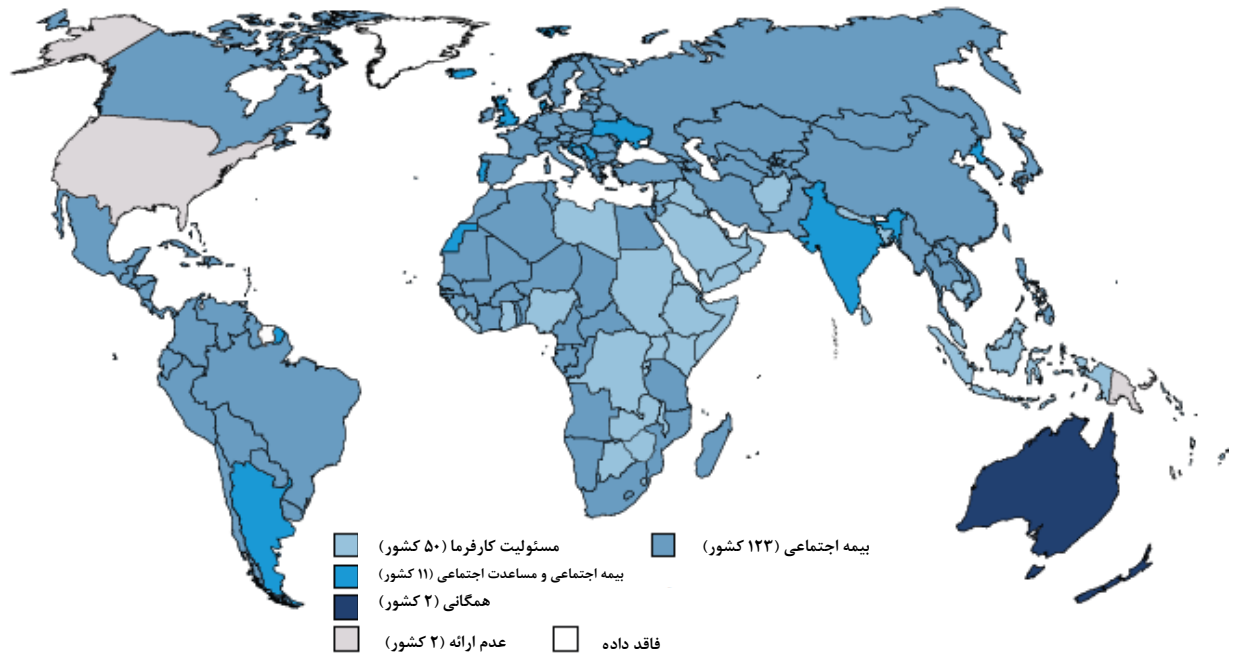 بیمه اجتماعی (۱۲۳ کشور)
مسئولیت کارفرما (۵۰ کشور)
بیمه اجتماعی و مساعدت اجتماعی (۱۱ کشور)
همگانی (۲ کشور)
عدم ارائه (۲ کشور)
فاقد داده